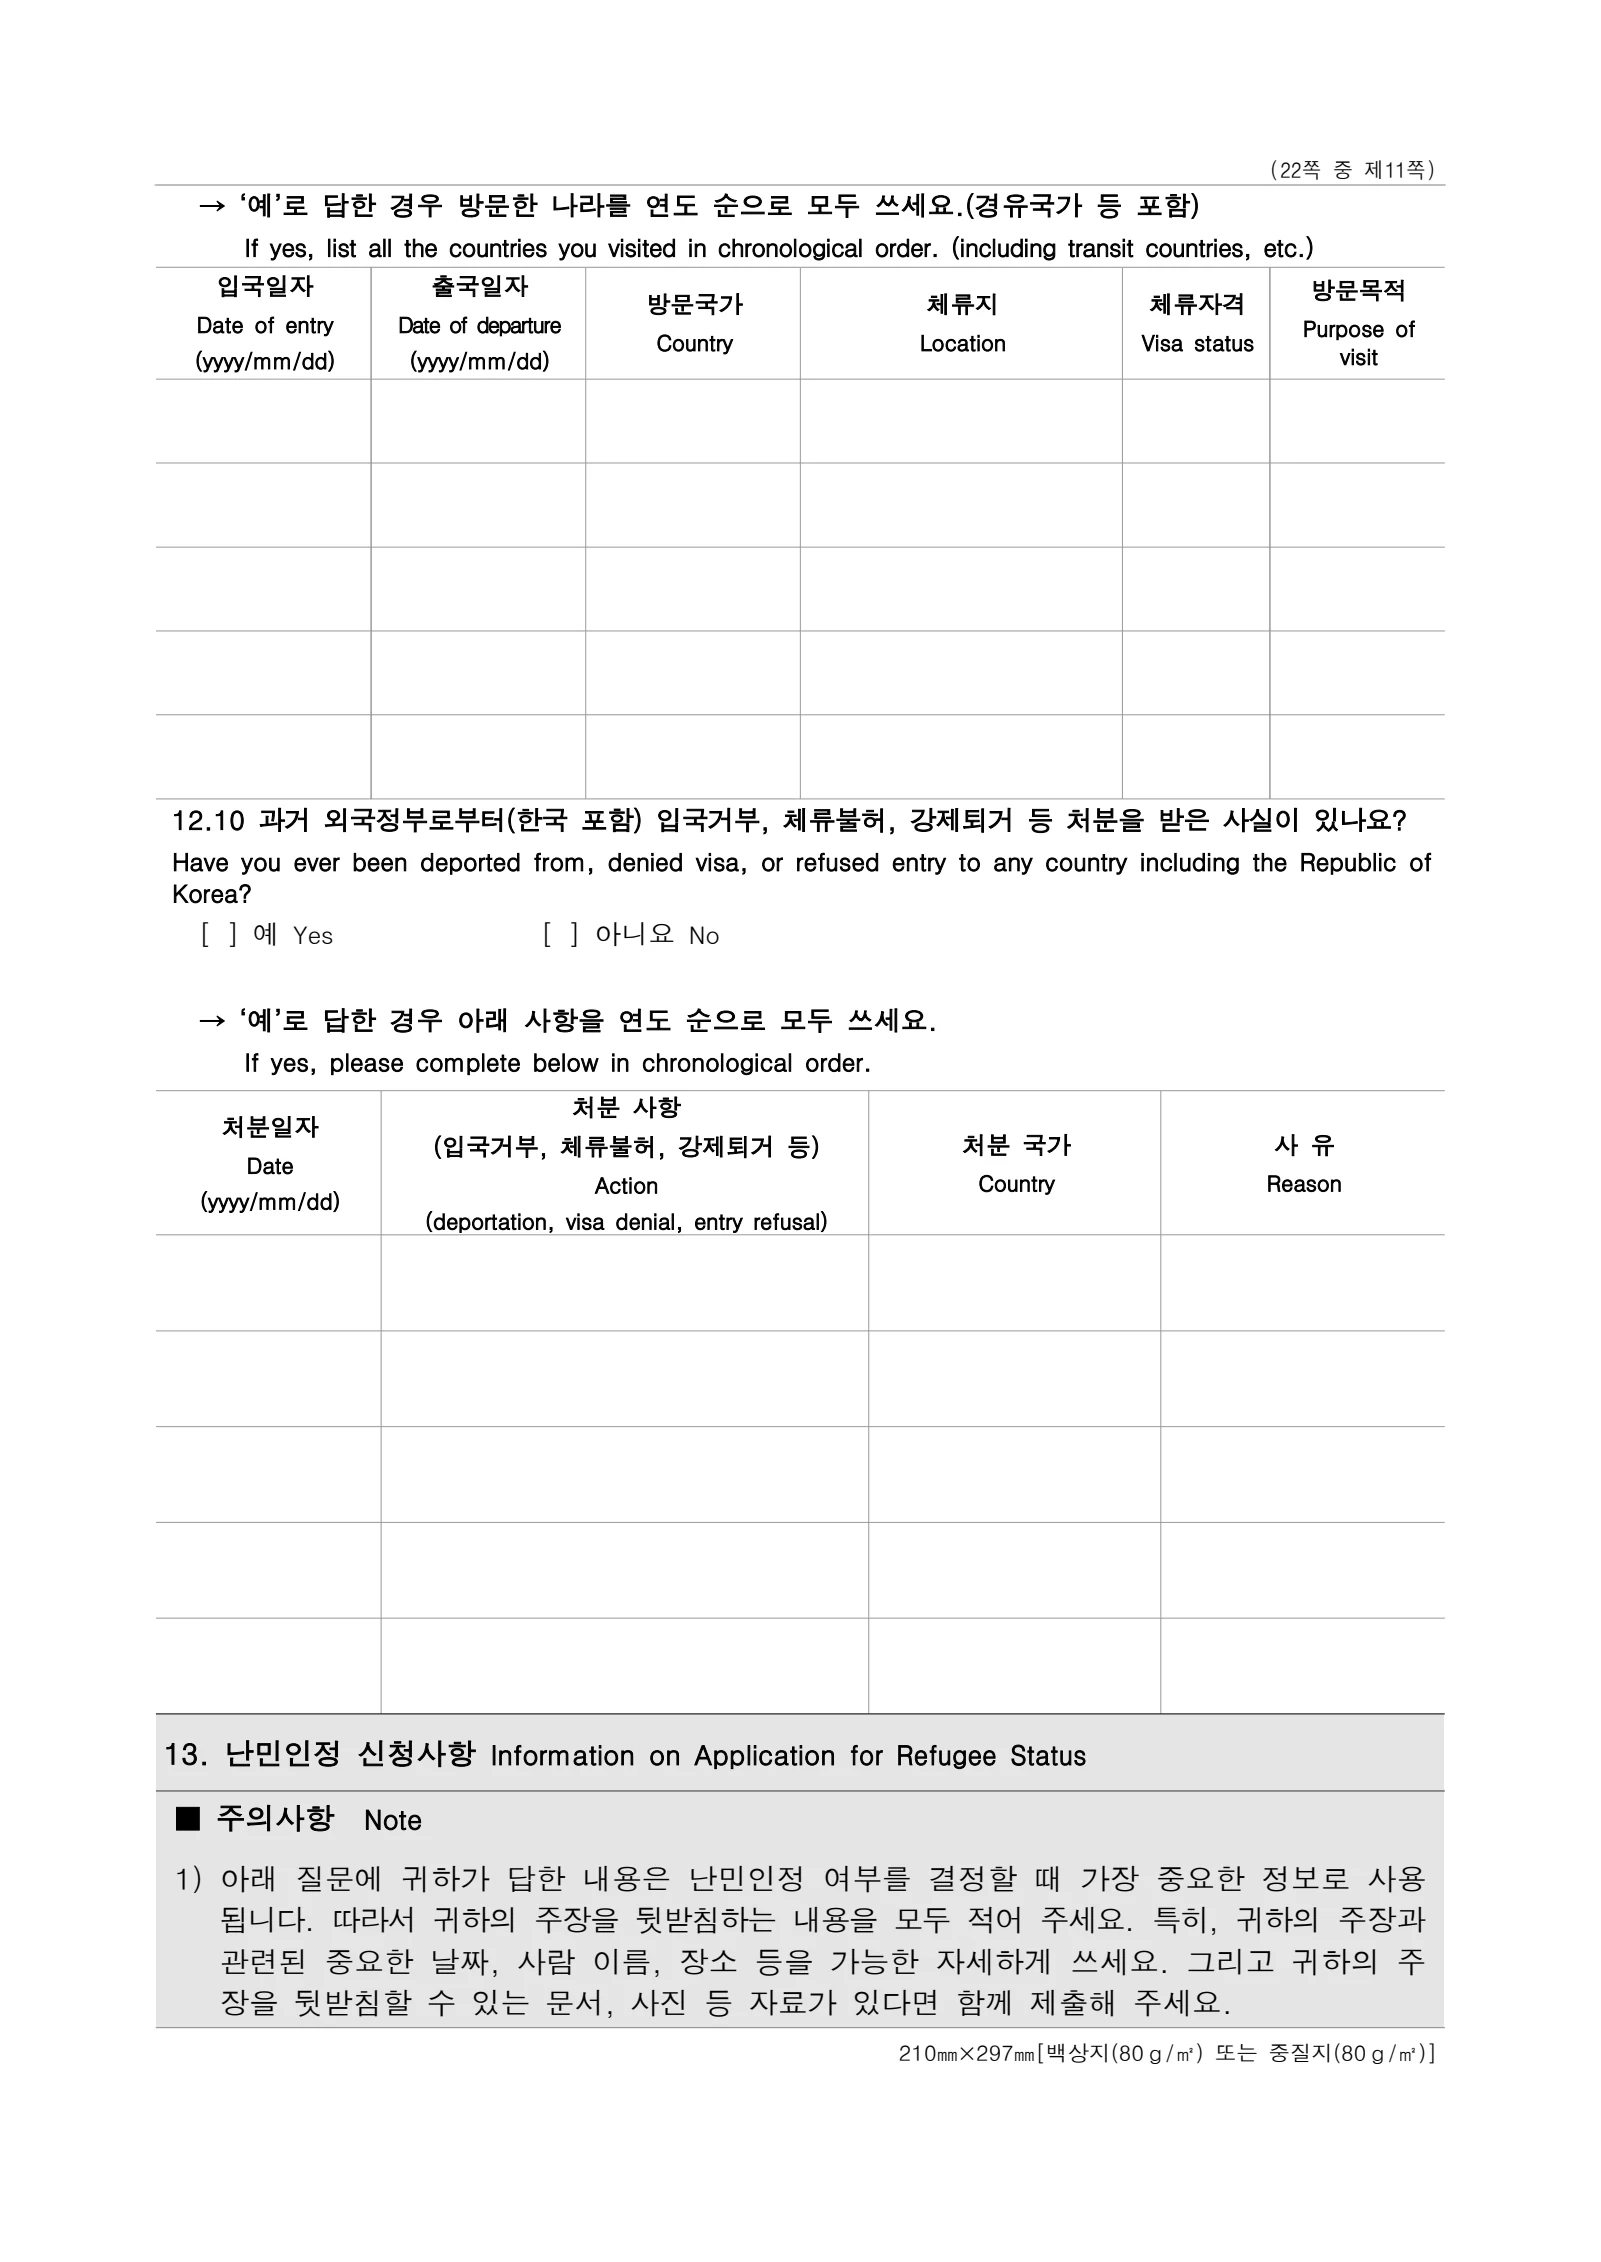 (22쪽 중 제11쪽)
→ ‘예’로 답한 경우 방문한 나라를 연도 순으로 모두 쓰세요.(경유국가 등 포함)
If yes, list all the countries you visited in chronological order. (including transit countries, etc.)
입국일자
Date of entry
(yyyy/mm/dd)
출국일자
Date of departure
(yyyy/mm/dd)
방문국가
Country
체류지
Location
체류자격
Visa status
방문목적
Purpose of
visit
12.10 과거 외국정부로부터(한국 포함) 입국거부, 체류불허, 강제퇴거 등 처분을 받은 사실이 있나요?
Have you ever been deported from, denied visa, or refused entry to any country including the Republic of
Korea?
[ ] 예 Yes [ ] 아니요 No
→ ‘예’로 답한 경우 아래 사항을 연도 순으로 모두 쓰세요.
If yes, please complete below in chronological order.
처분일자
Date
(yyyy/mm/dd)
처분 사항
(입국거부, 체류불허, 강제퇴거 등)
Action
(deportation, visa denial, entry refusal)
처분 국가
Country
사 유
Reason
13. 난민인정 신청사항 Information on Application for Refugee Status
■ 주의사항 Note
1) 아래 질문에 귀하가 답한 내용은 난민인정 여부를 결정할 때 가장 중요한 정보로 사용
됩니다. 따라서 귀하의 주장을 뒷받침하는 내용을 모두 적어 주세요. 특히, 귀하의 주장과
관련된 중요한 날짜, 사람 이름, 장소 등을 가능한 자세하게 쓰세요. 그리고 귀하의 주
장을 뒷받침할 수 있는 문서, 사진 등 자료가 있다면 함께 제출해 주세요.
210㎜×297㎜[백상지(80ｇ/㎡) 또는 중질지(80ｇ/㎡)]